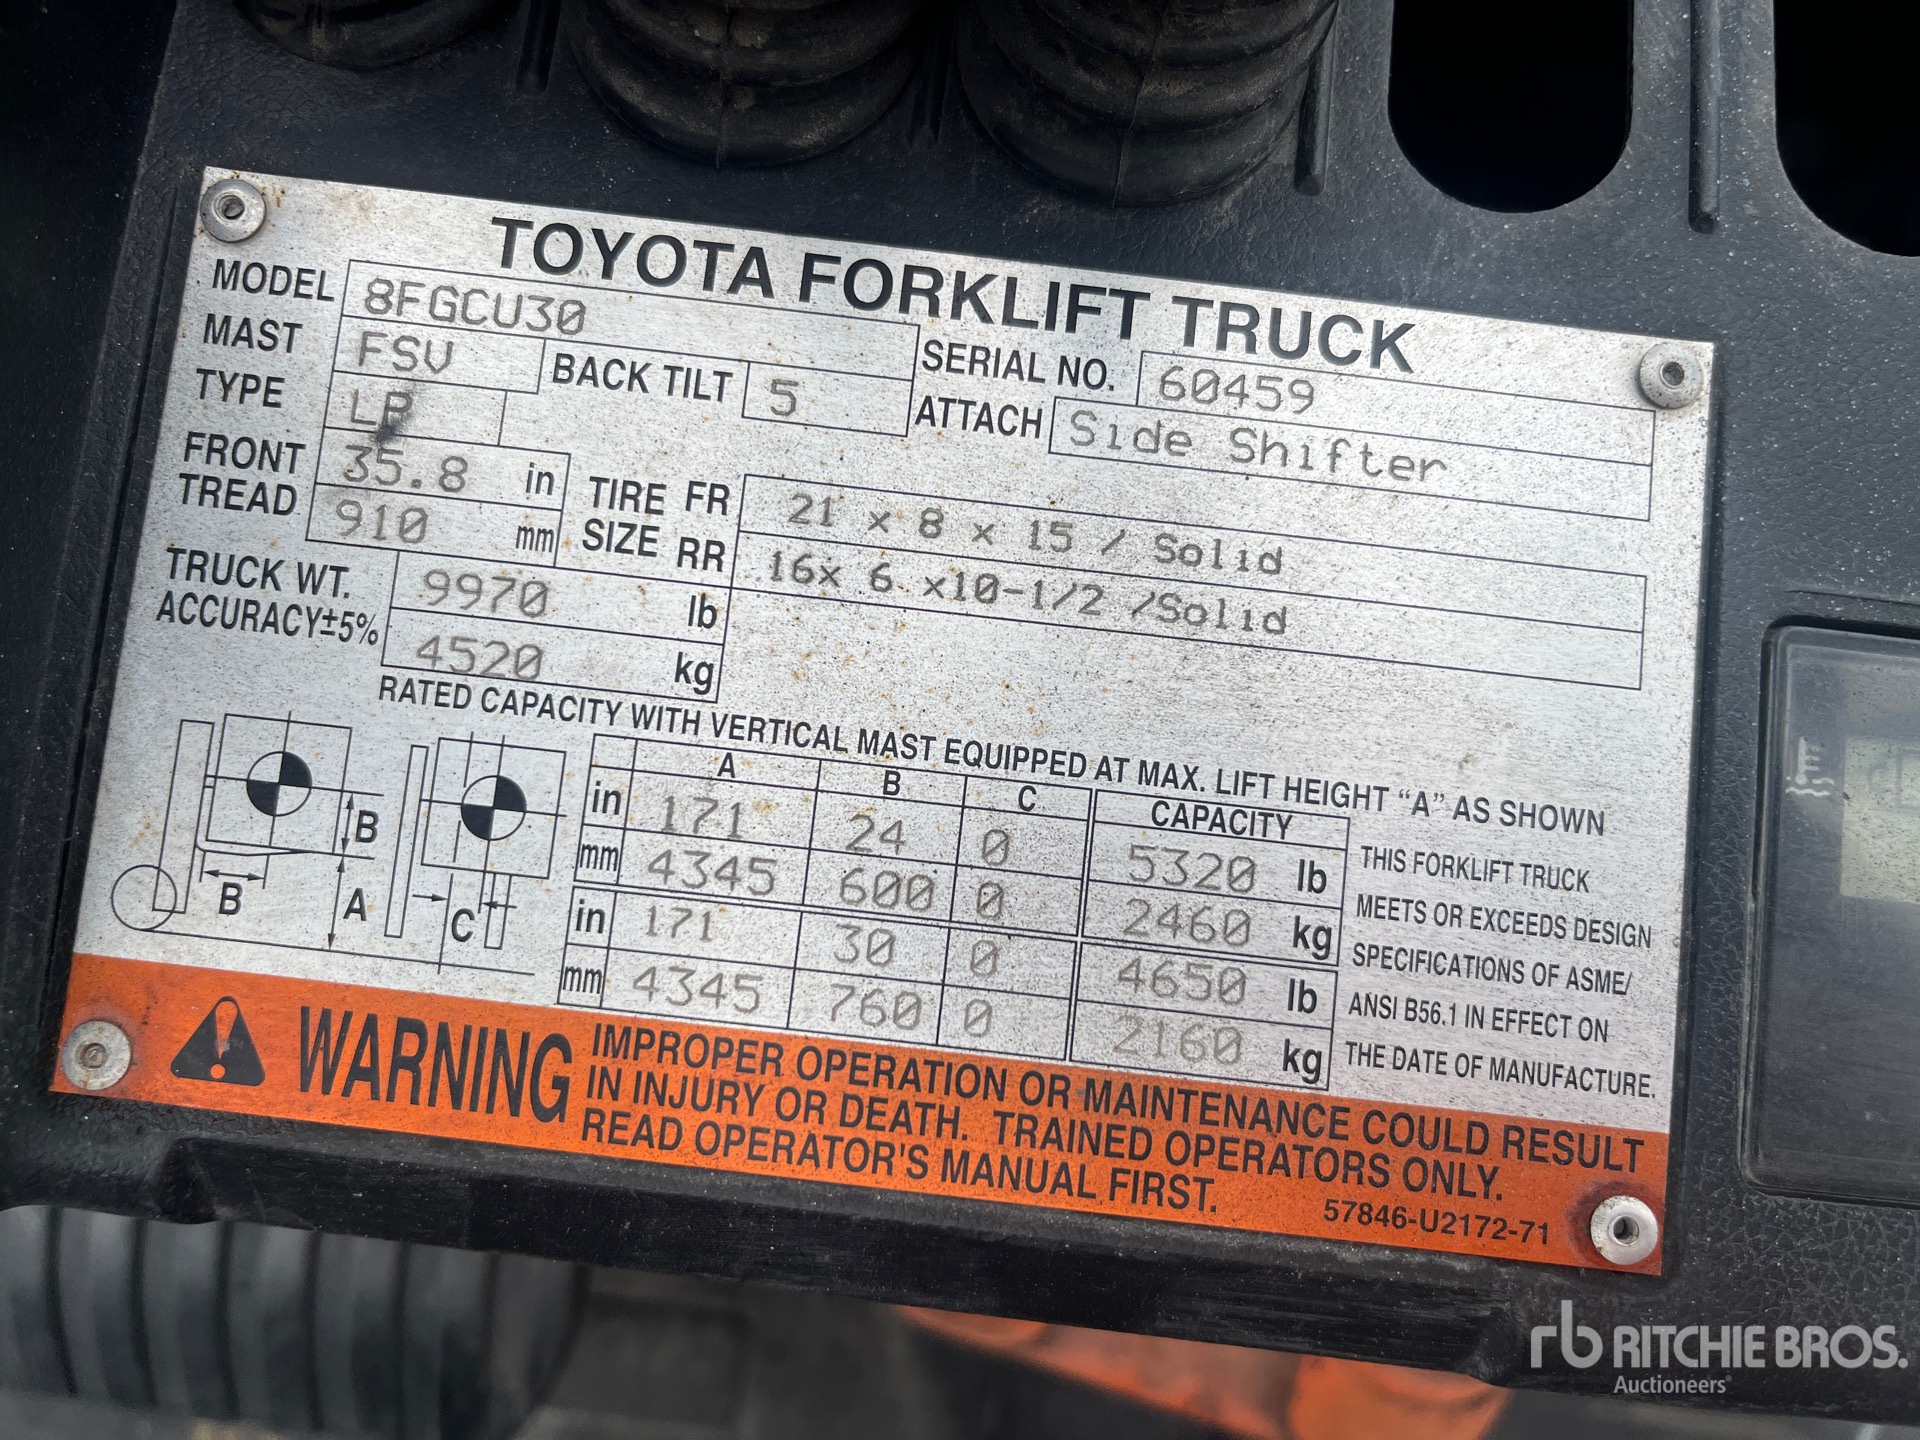 TOYOTA FORKLIFT TRUCK
MODEL 8FGCU30 SERIAL NO. 60459
MAST FSV BACK TILT 5 ATTACH Side Shifter
TYPE LP
FRONT TREAD 35.8 in 910 mm
TIRE SIZE FR 21 x 8 x 15 / Solid
RR 16x 6 x10-1/2 /Solid
TRUCK WT. 9970 lb
ACCURACY±5% 4520 kg
RATED CAPACITY WITH VERTICAL MAST EQUIPPED AT MAX. LIFT HEIGHT "A" AS SHOWN
A B C CAPACITY
in 171 24 0 5320 lb
mm 4345 600 0 2460 kg
in 171 30 0 4650 lb
mm 4345 760 0 2160 kg
B
B A C
THIS FORKLIFT TRUCK
MEETS OR EXCEEDS DESIGN
SPECIFICATIONS OF ASME/
ANSI B56.1 IN EFFECT ON
THE DATE OF MANUFACTURE.
WARNING
IMPROPER OPERATION OR MAINTENANCE COULD RESULT
IN INJURY OR DEATH. TRAINED OPERATORS ONLY.
READ OPERATOR'S MANUAL FIRST.
57846-U2172-71
rb RITCHIE BROS.
Auctioneers